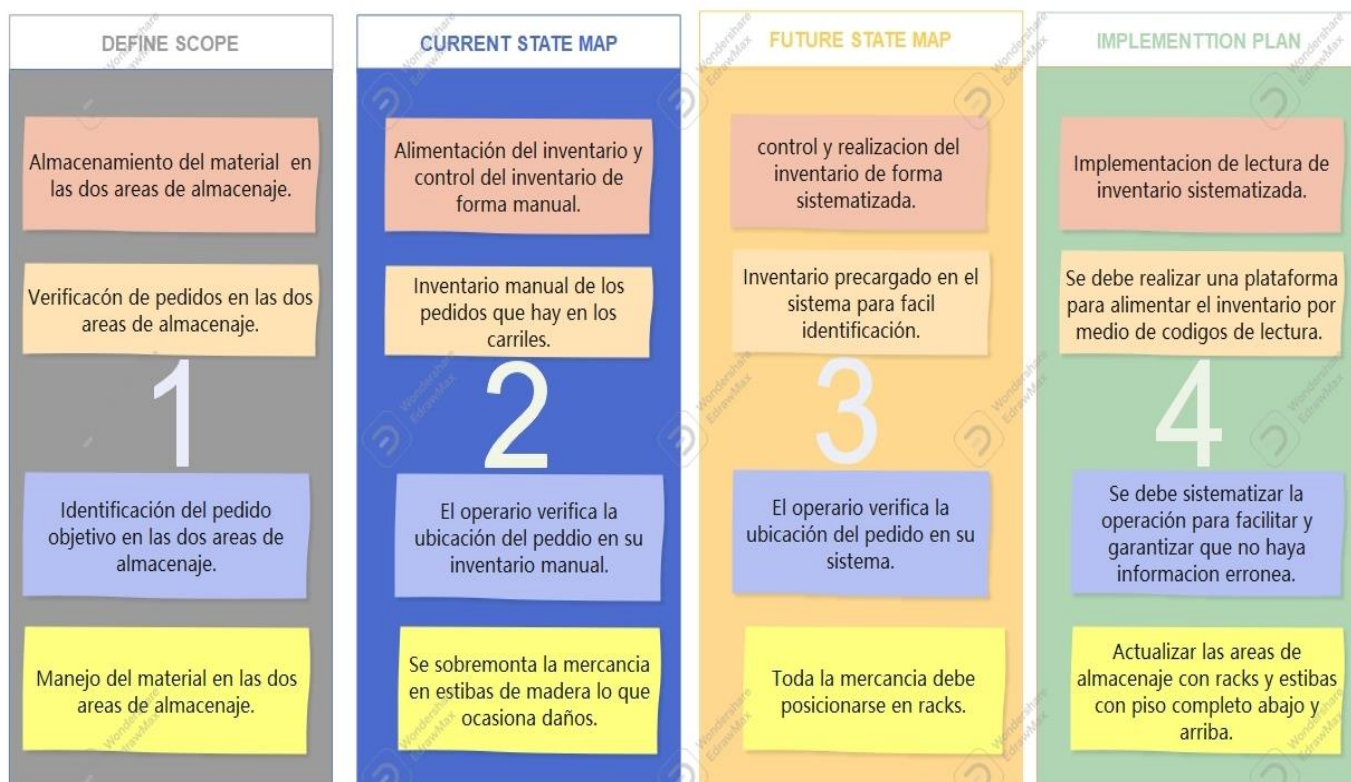 DEFINE SCOPE
Almacenamiento del material en
las dos areas de almacenaje.
Verificacón de pedidos en las dos
areas de almacenaje.
1
Identificación del pedido
objetivo en las dos areas de
almacenaje.
Manejo del material en las dos
areas de almacenaje.
CURRENT STATE MAP
Alimentación del inventario y
control del inventario de
forma manual.
Inventario manual de los
pedidos que hay en los
carriles.
2
El operario verifica la
ubicación del peddio en su
inventario manual.
Se sobremonta la mercancia
en estibas de madera lo que
ocasiona daños.
FUTURE STATE MAP
control y realizacion del
inventario de forma
sistematizada.
Inventario precargado en el
sistema para facil
identificación.
3
El operario verifica la
ubicación del pedido en su
sistema.
Toda la mercancia debe
posicionarse en racks.
IMPLEMENTTION PLAN
Implementacion de lectura de
inventario sistematizada.
Se debe realizar una plataforma
para alimentar el inventario por
medio de codigos de lectura.
4
Se debe sistematizar la
operación para facilitar y
garantizar que no haya
informacion erronea.
Actualizar las areas de
almacenaje con racks y estibas
con piso completo abajo y
arriba.
Wondershare
EdrawMax